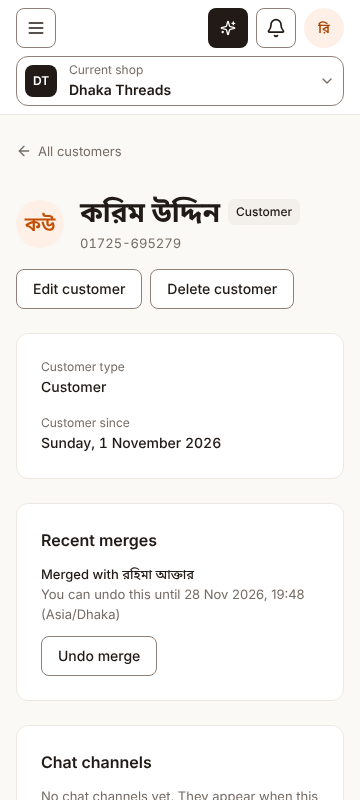 রি
DT
Current shop
Dhaka Threads
All customers
কউ
করিম উদ্দিন
Customer
01725-695279
Edit customer
Delete customer
Customer type
Customer
Customer since
Sunday, 1 November 2026
Recent merges
Merged with রহিমা আক্তার
You can undo this until 28 Nov 2026, 19:48
(Asia/Dhaka)
Undo merge
Chat channels
No chat channels yet. They appear when this